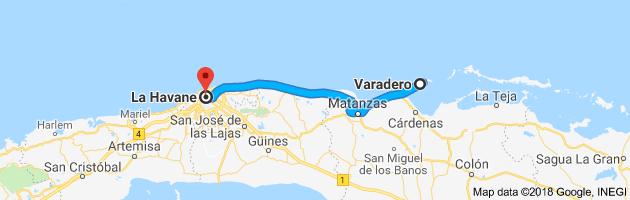 Varadero
La Havane
Matanzas
La Teja
Mariel
Harlem
4
San José de
las Lajas
Cárdenas
Artemisa
Güines
San Miguel
de los Banos
Colón
Sagua La Gran
San Cristóbal
1
Map data ©2018 Google, INEGI